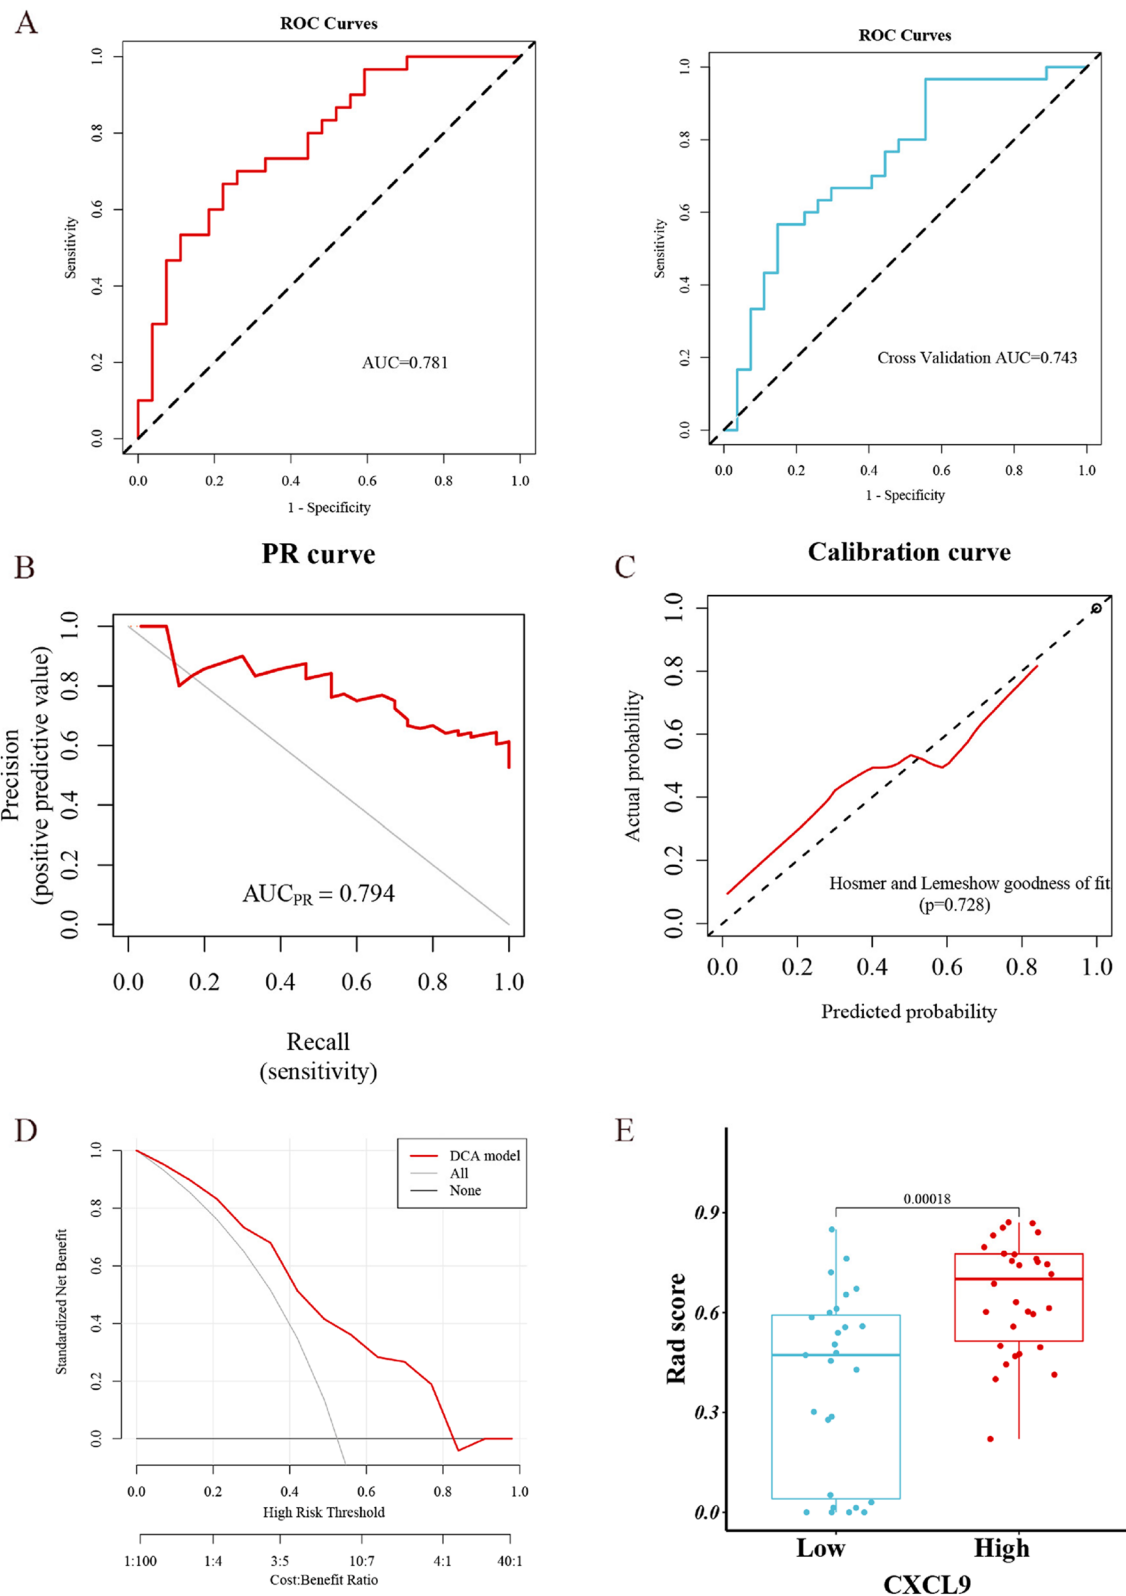 A
ROC Curves
1.0
0.8
0.6
0.4
0.2
0.0
Sensitivity
AUC=0.781
0.0 0.2 0.4 0.6 0.8 1.0
1 - Specificity
ROC Curves
1.0
0.8
0.6
0.4
0.2
0.0
Sensitivity
Cross Validation AUC=0.743
0.0 0.2 0.4 0.6 0.8 1.0
1 - Specificity
B
PR curve
Precision
(positive predictive value)
1.0
0.8
0.6
0.4
0.2
0.0
AUCPR = 0.794
0.0 0.2 0.4 0.6 0.8 1.0
Recall
(sensitivity)
C
Calibration curve
Actual probability
1.0
0.8
0.6
0.4
0.2
0.0
Hosmer and Lemeshow goodness of fit
(p=0.728)
0.0 0.2 0.4 0.6 0.8 1.0
Predicted probability
D
Standardized Net Benefit
1.0
0.8
0.6
0.4
0.2
0.0
DCA model
All
None
0.0 0.2 0.4 0.6 0.8 1.0
High Risk Threshold
1:100 1:4 3:5 10:7 4:1 40:1
Cost:Benefit Ratio
E
Rad score
0.9
0.6
0.3
0.0
0.00018
Low High
CXCL9